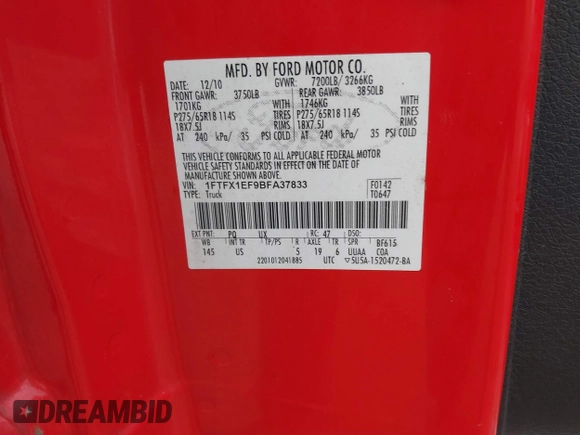 MFD. BY FORD MOTOR CO.
DATE: 12/10 GVWR: 7200LB/ 3266KG
FRONT GAWR: 3750LB REAR GAWR: 3850LB
1701KG WITH 1746KG WITH
P275/65R18 114S TIRES P275/65R18 114S TIRES
18X7.5J RIMS 18X7.5J RIMS
AT 240 kPa/ 35 PSI COLD AT 240 kPa/ 35 PSI COLD
THIS VEHICLE CONFORMS TO ALL APPLICABLE FEDERAL MOTOR
VEHICLE SAFETY STANDARDS IN EFFECT ON THE DATE OF
MANUFACTURE SHOWN ABOVE.
VIN: 1FTFX1EF9BFA37833 F0142
TYPE: Truck T0647
EXT PNT: PQ UX RC: 47 DSO:
WB INT TR TP/PS R AXLE TR SPR BF615
145 US 5 19 6 UUAA COA
2201012041885 UTC ▽5U5A-1520472-BA
DREAMBID